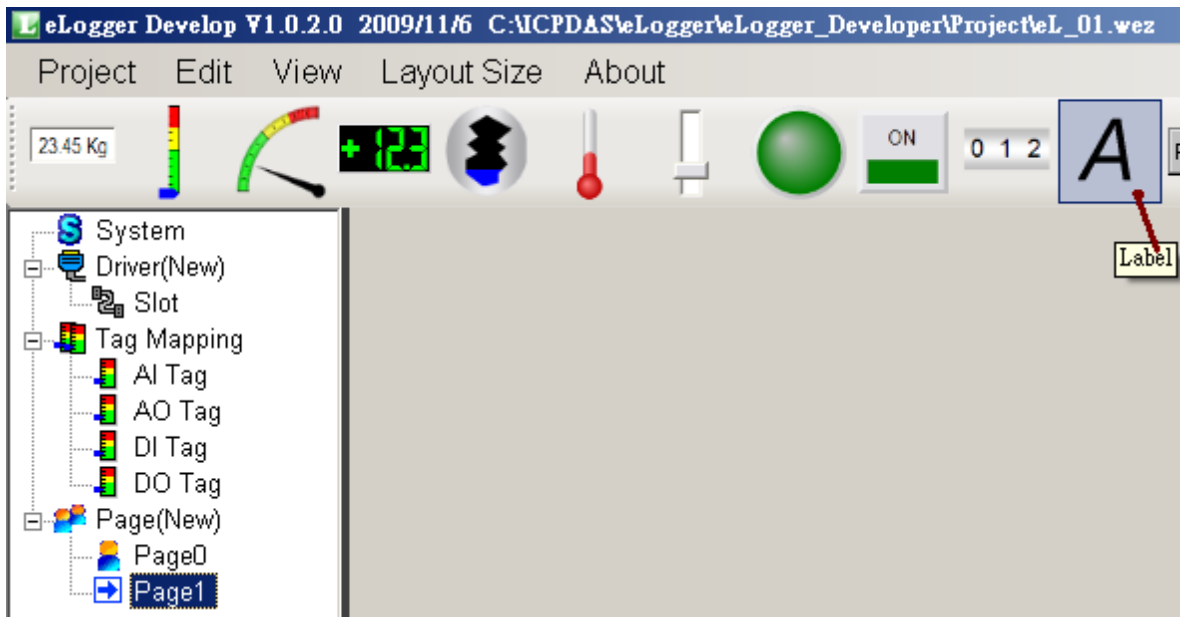 eLogger Develop V1.0.2.0 2009/11/6 C:\ICPDAS\eLogger\eLogger_Developer\Project\eL_01.wez
Project Edit View Layout Size About
23.45 Kg +12.3 ON 0 1 2 A
Label
System
Driver(New)
Slot
Tag Mapping
AI Tag
AO Tag
DI Tag
DO Tag
Page(New)
Page0
Page1